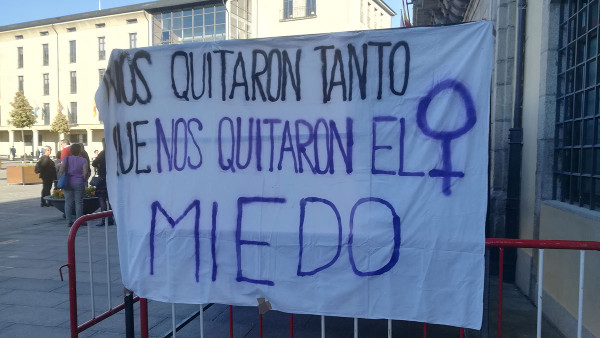 NOS QUITARON TANTO
QUE NOS QUITARON EL
MIEDO